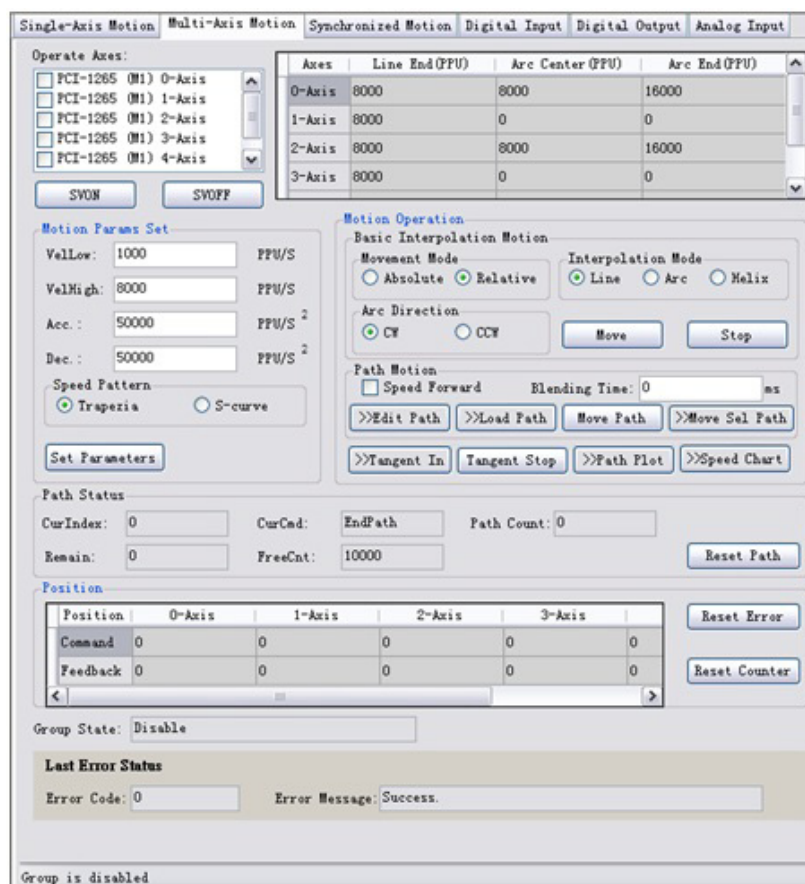 Single-Axis Motion Multi-Axis Motion Synchronized Motion Digital Input Digital Output Analog Input
Operate Axes:
PCI-1265 (M1) 0-Axis
PCI-1265 (M1) 1-Axis
PCI-1265 (M1) 2-Axis
PCI-1265 (M1) 3-Axis
PCI-1265 (M1) 4-Axis
SVON SVOFF
Axes Line End(PPU) Arc Center(PPU) Arc End(PPU)
0-Axis 8000 8000 16000
1-Axis 8000 0 0
2-Axis 8000 8000 16000
3-Axis 8000 0 0
Motion Params Set
VelLow: 1000 PPU/S
VelHigh: 8000 PPU/S
Acc.: 50000 PPU/S 2
Dec.: 50000 PPU/S 2
Speed Pattern
Trapezia S-curve
Set Parameters
Motion Operation
Basic Interpolation Motion
Movement Mode
Absolute Relative
Interpolation Mode
Line Arc Helix
Arc Direction
CW CCW
Move Stop
Path Motion
Speed Forward Blending Time: 0 ms
>>Edit Path >>Load Path Move Path >>Move Sel Path
>>Tangent In Tangent Stop >>Path Plot >>Speed Chart
Path Status
CurIndex: 0 CurCmd: EndPath Path Count: 0
Remain: 0 FreeCnt: 10000 Reset Path
Position
Position 0-Axis 1-Axis 2-Axis 3-Axis
Command 0 0 0 0 0
Feedback 0 0 0 0 0
Reset Error
Reset Counter
Group State: Disable
Last Error Status
Error Code: 0 Error Message: Success.
Group is disabled